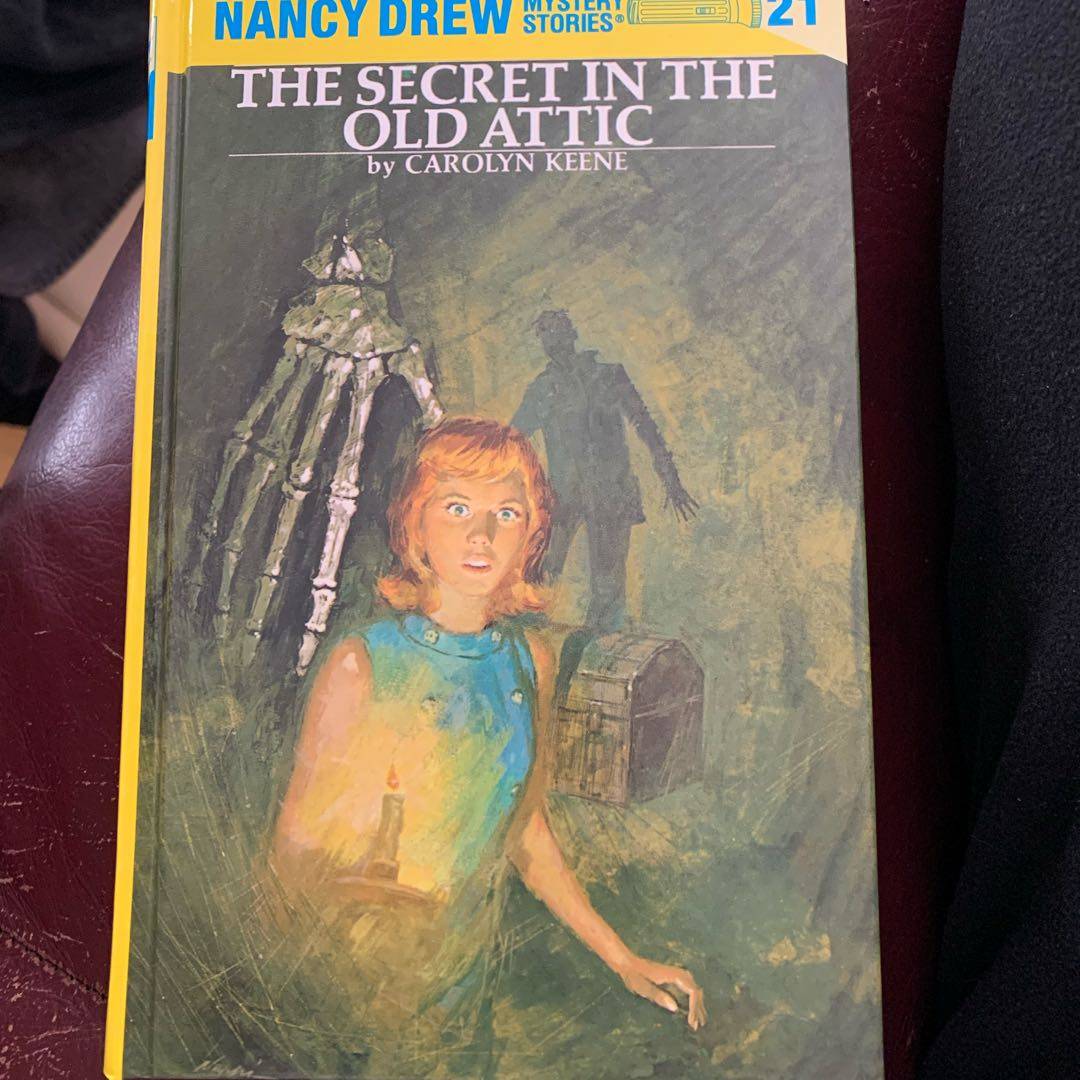 NANCY DREW MYSTERY STORIES® 21
THE SECRET IN THE
OLD ATTIC
by CAROLYN KEENE